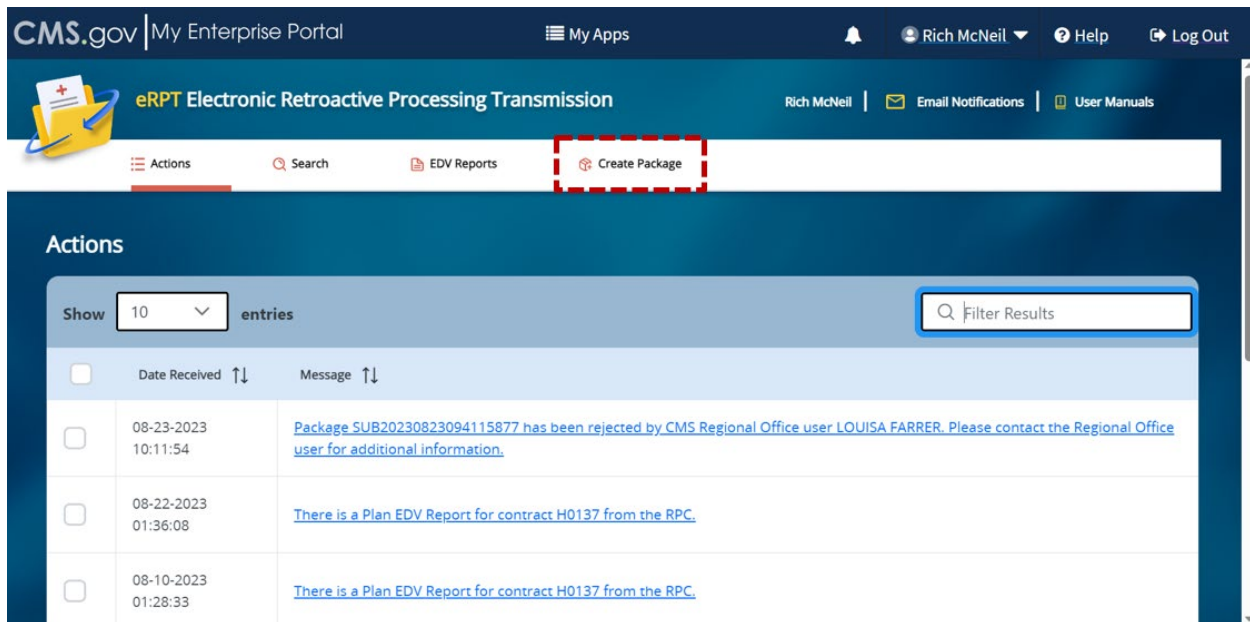 CMS.gov My Enterprise Portal My Apps Rich McNeil Help Log Out
eRPT Electronic Retroactive Processing Transmission Rich McNeil Email Notifications User Manuals
Actions Search EDV Reports Create Package
Actions
Show 10 entries Filter Results
Date Received Message
08-23-2023 Package SUB20230823094115877 has been rejected by CMS Regional Office user LOUISA FARRER. Please contact the Regional Office
10:11:54 user for additional information.
08-22-2023
01:36:08 There is a Plan EDV Report for contract H0137 from the RPC.
08-10-2023
01:28:33 There is a Plan EDV Report for contract H0137 from the RPC.